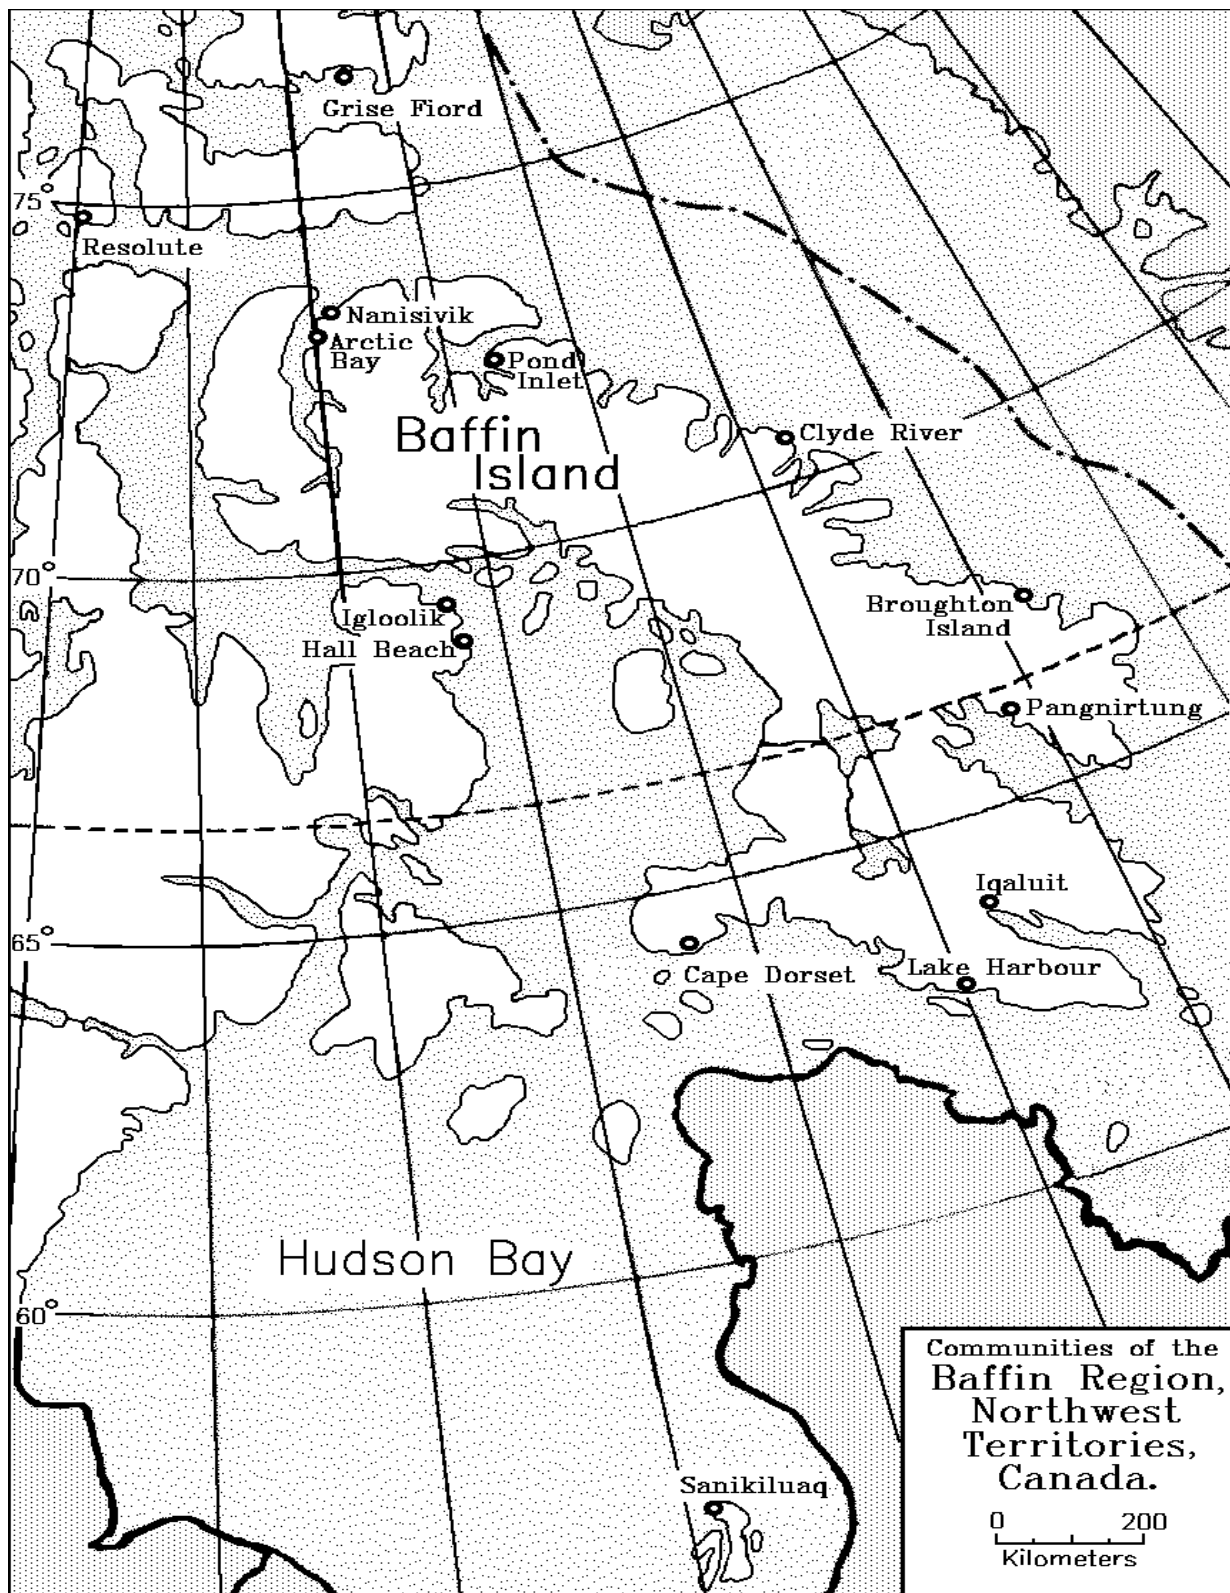 Grise Fiord
75°
Resolute
Nanisivik
Arctic
Bay
Pond
Inlet
Baffin
Island
Clyde River
70°
Igloolik
Hall Beach
Broughton
Island
Pangnirtung
Iqaluit
65°
Cape Dorset
Lake Harbour
Hudson Bay
60°
Communities of the
Baffin Region,
Northwest
Territories,
Canada.
0 200
Kilometers
Sanikiluaq